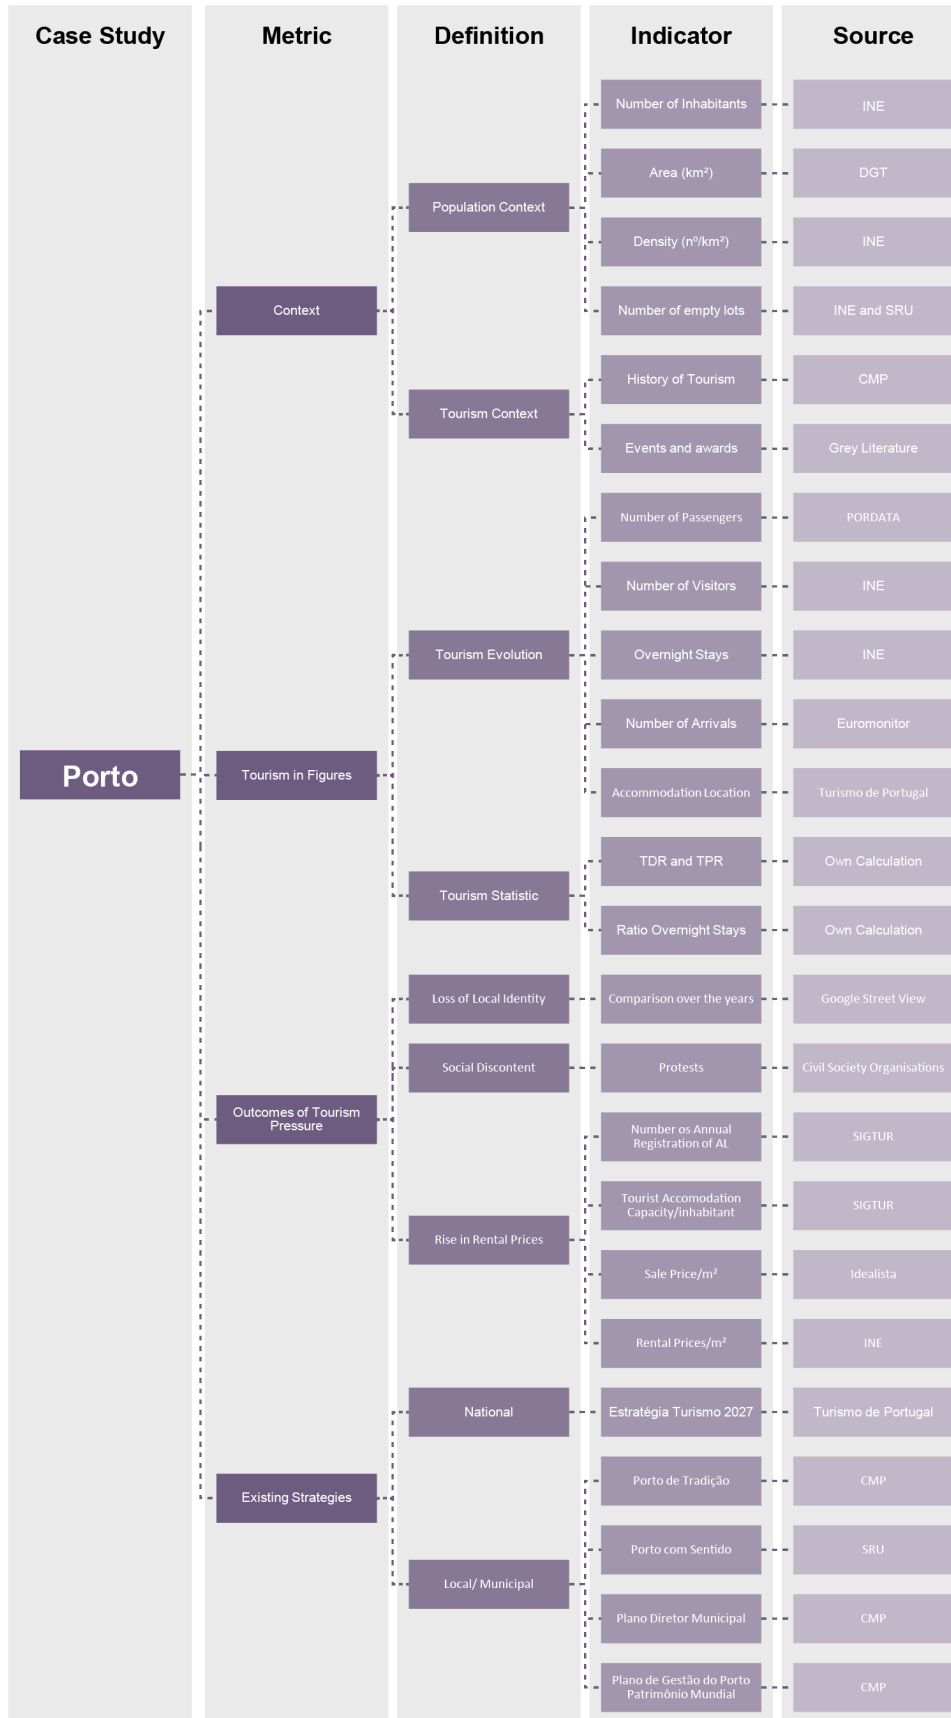 Case Study
Metric
Definition
Indicator
Source
Number of Inhabitants
INE
Area (km²)
DGT
Population Context
Density (nº/km²)
INE
Context
Number of empty lots
INE and SRU
History of Tourism
CMP
Tourism Context
Events and awards
Grey Literature
Number of Passengers
PORDATA
Number of Visitors
INE
Tourism Evolution
Overnight Stays
INE
Number of Arrivals
Euromonitor
Porto
Tourism in Figures
Accommodation Location
Turismo de Portugal
TDR and TPR
Own Calculation
Tourism Statistic
Ratio Overnight Stays
Own Calculation
Loss of Local Identity
Comparison over the years
Google Street View
Social Discontent
Protests
Civil Society Organisations
Outcomes of Tourism
Pressure
Number os Annual
Registration of AL
SIGTUR
Tourist Accomodation
Capacity/inhabitant
SIGTUR
Rise in Rental Prices
Sale Price/m²
Idealista
Rental Prices/m²
INE
National
Estratégia Turismo 2027
Turismo de Portugal
Porto de Tradição
CMP
Existing Strategies
Porto com Sentido
SRU
Local/ Municipal
Plano Diretor Municipal
CMP
Plano de Gestão do Porto
Patrimônio Mundial
CMP